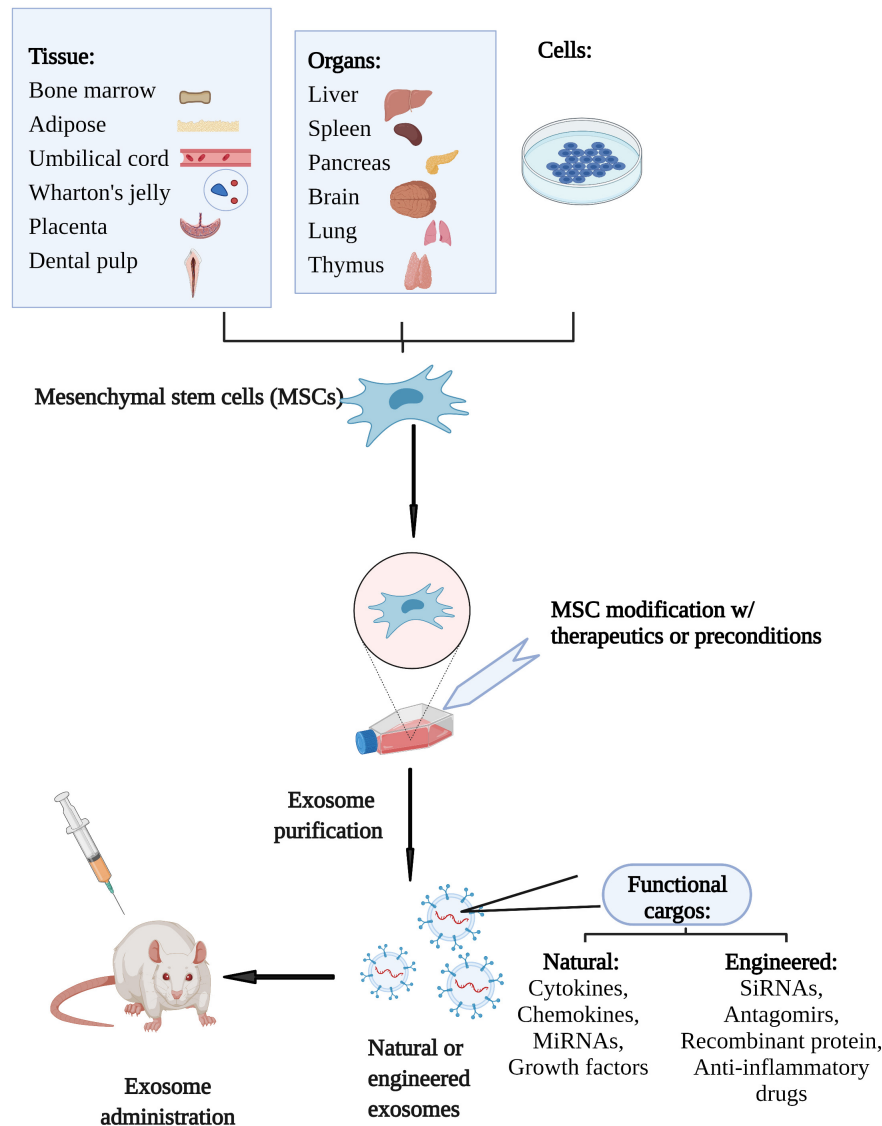 Tissue:
Bone marrow
Adipose
Umbilical cord
Wharton's jelly
Placenta
Dental pulp
Organs:
Liver
Spleen
Pancreas
Brain
Lung
Thymus
Cells:
Mesenchymal stem cells (MSCs)
MSC modification w/
therapeutics or preconditions
Exosome
purification
Functional
cargos:
Natural:
Cytokines,
Chemokines,
MiRNAs,
Growth factors
Engineered:
SiRNAs,
Antagomirs,
Recombinant protein,
Anti-inflammatory
drugs
Natural or
engineered
exosomes
Exosome
administration